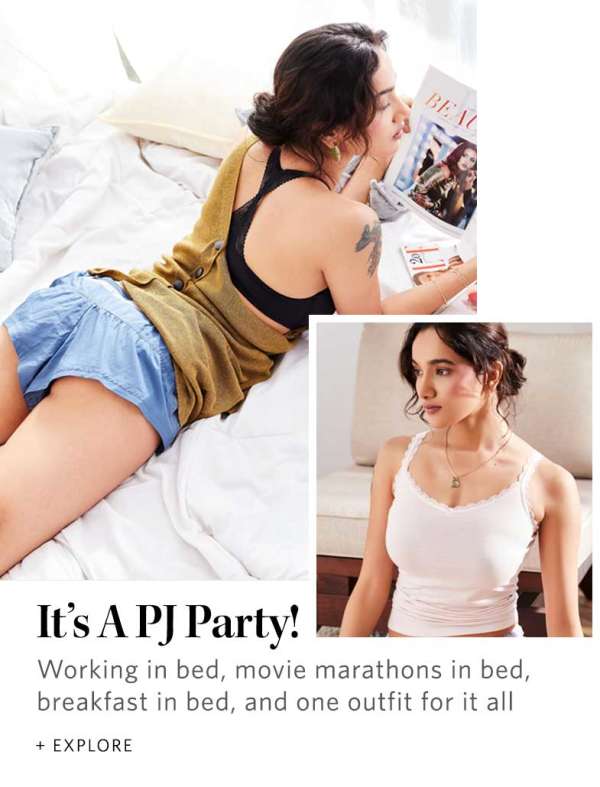 BEAU
20
It's A PJ Party!
Working in bed, movie marathons in bed,
breakfast in bed, and one outfit for it all
+ EXPLORE